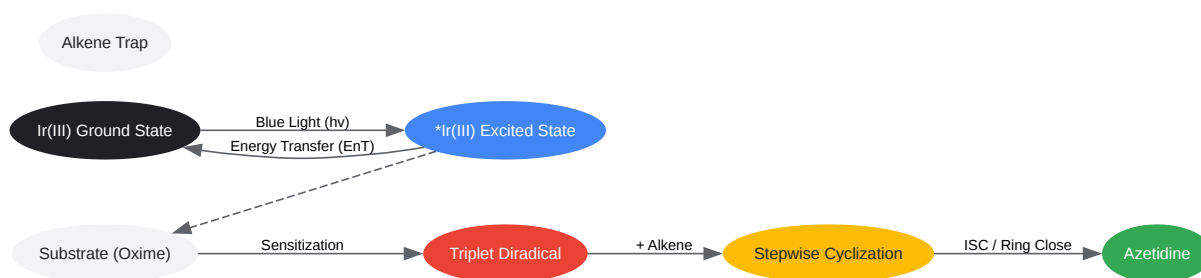 Alkene Trap
Ir(III) Ground State
Blue Light (hν)
*Ir(III) Excited State
Energy Transfer (EnT)
Substrate (Oxime)
Sensitization
Triplet Diradical
+ Alkene
Stepwise Cyclization
ISC / Ring Close
Azetidine